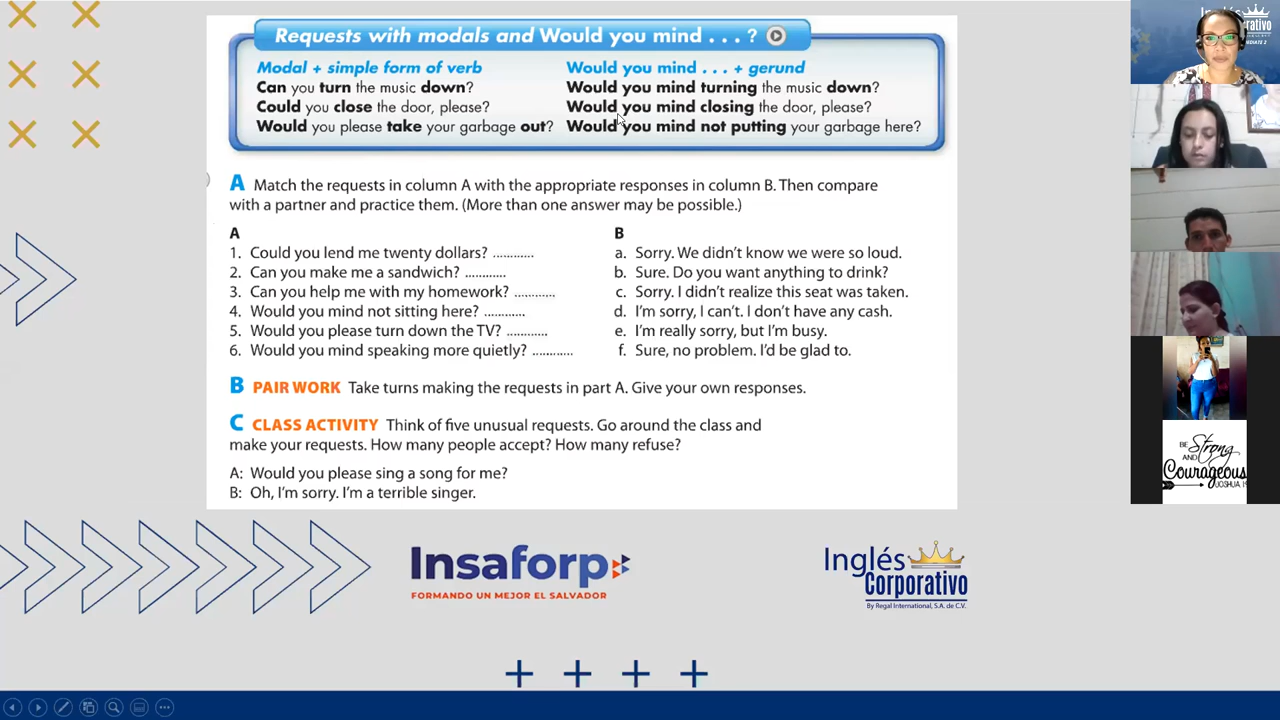 Requests with modals and Would you mind . . . ?
Modal + simple form of verb
Can you turn the music down?
Could you close the door, please?
Would you please take your garbage out?
Would you mind . . . + gerund
Would you mind turning the music down?
Would you mind closing the door, please?
Would you mind not putting your garbage here?
A Match the requests in column A with the appropriate responses in column B. Then compare
with a partner and practice them. (More than one answer may be possible.)
A
1. Could you lend me twenty dollars? ............
2. Can you make me a sandwich? ............
3. Can you help me with my homework? ............
4. Would you mind not sitting here? ............
5. Would you please turn down the TV? ............
6. Would you mind speaking more quietly? ............
B
a. Sorry. We didn't know we were so loud.
b. Sure. Do you want anything to drink?
c. Sorry. I didn't realize this seat was taken.
d. I'm sorry, I can't. I don't have any cash.
e. I'm really sorry, but I'm busy.
f. Sure, no problem. I'd be glad to.
B PAIR WORK Take turns making the requests in part A. Give your own responses.
C CLASS ACTIVITY Think of five unusual requests. Go around the class and
make your requests. How many people accept? How many refuse?
A: Would you please sing a song for me?
B: Oh, I'm sorry. I'm a terrible singer.
Insaforp
FORMANDO UN MEJOR EL SALVADOR
Inglés
Corporativo
By Regal International, S.A. de C.V.
BE
Strong
AND
Courageous